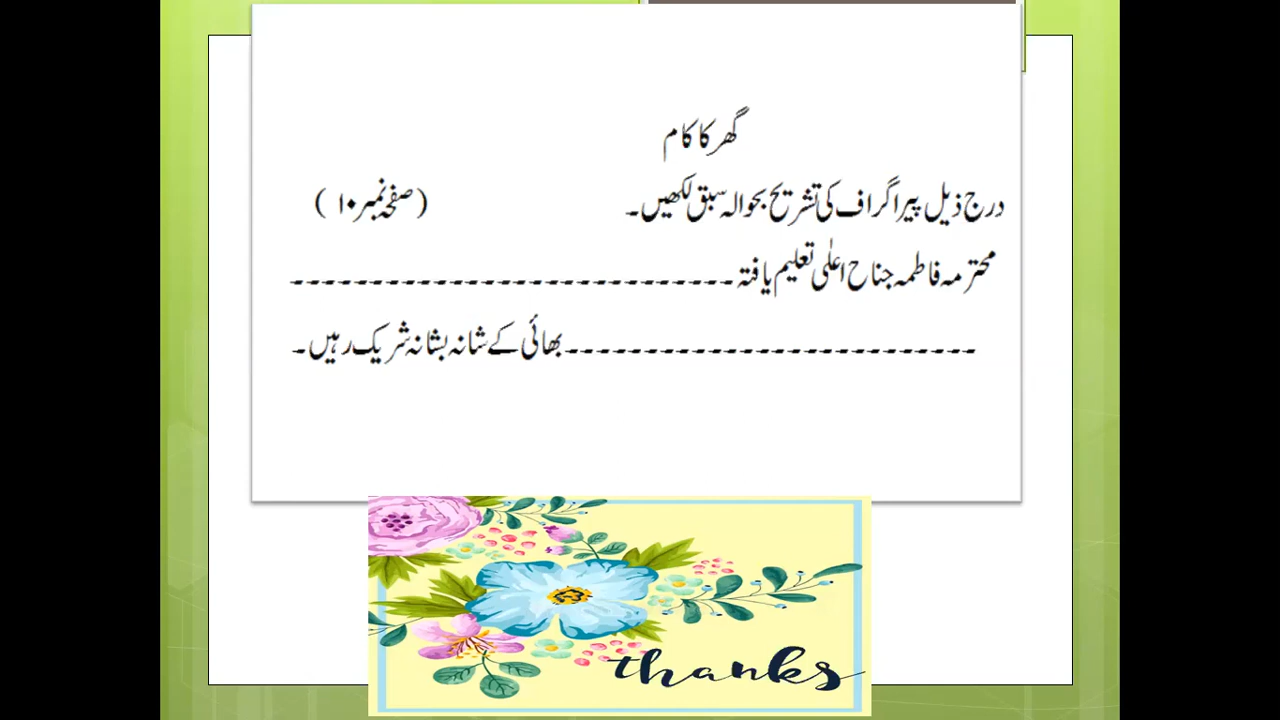 گھر کا کام
درج ذیل پیراگراف کی تشریح بحوالہ سبق لکھیں۔ (صفحہ نمبر ۱۰)
محترمہ فاطمہ جناح اعلٰی تعلیم یافتہ ----------------------------
-------------------------- بھائی کے شانہ بشانہ شریک رہیں۔
thanks